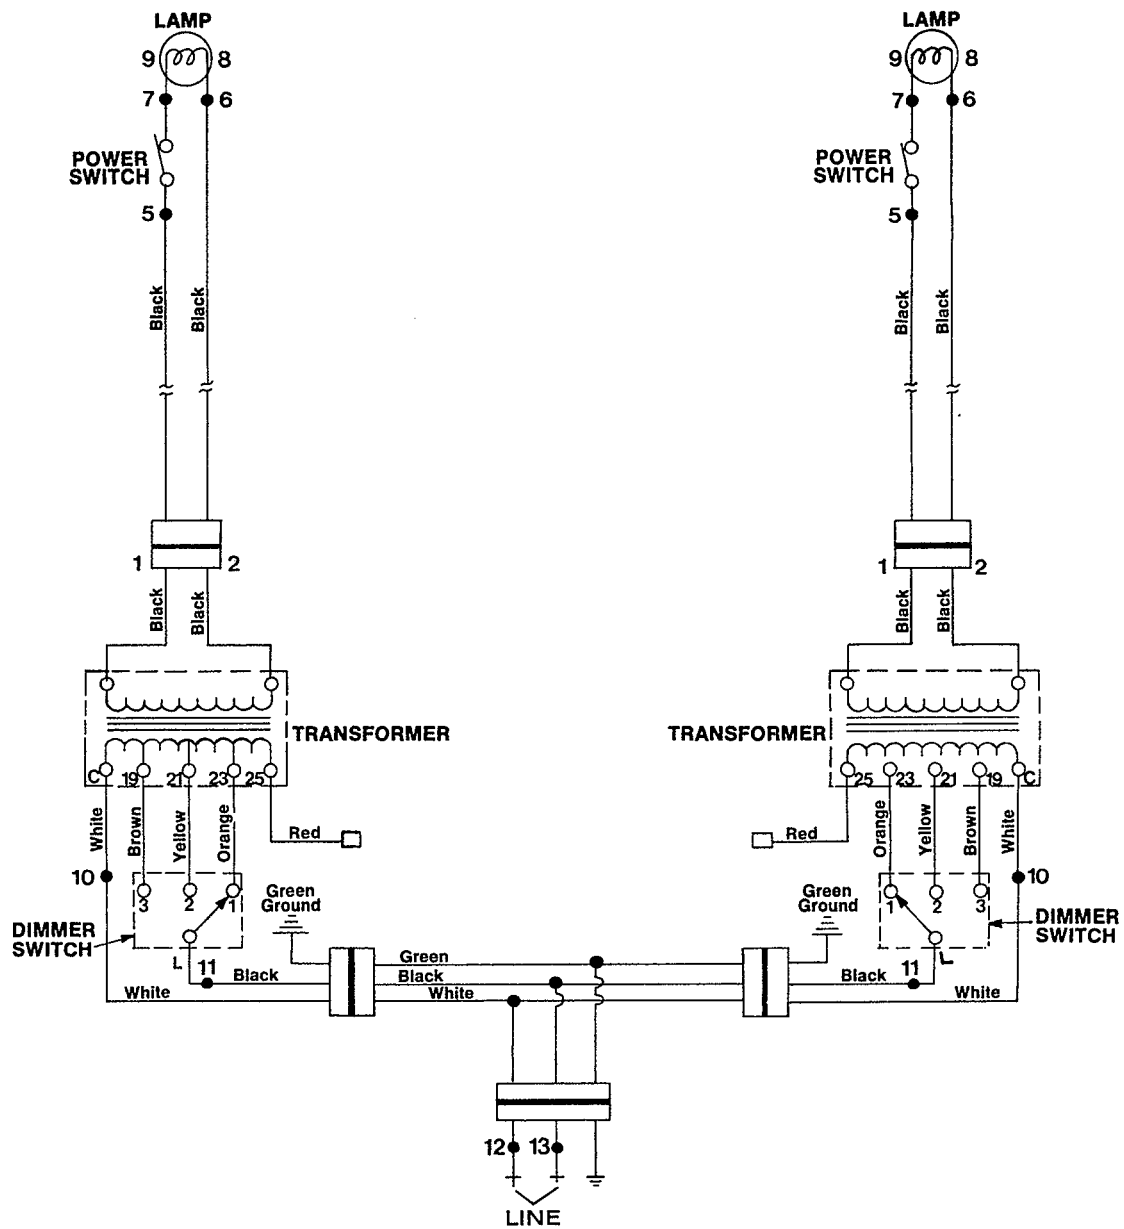 LAMP LAMP
9 8 9 8
7 6 7 6
POWER SWITCH POWER SWITCH
5 5
Black Black Black Black
1 2 1 2
Black Black Black Black
TRANSFORMER TRANSFORMER
C 19 21 23 25 25 23 21 19 C
White Brown Yellow Orange Red Red Orange Yellow Brown White
10 10
3 2 1 1 2 3
Green Ground Green Ground
DIMMER SWITCH DIMMER SWITCH
L L
11 Black Green Black 11
Black
White White White
12 13
LINE